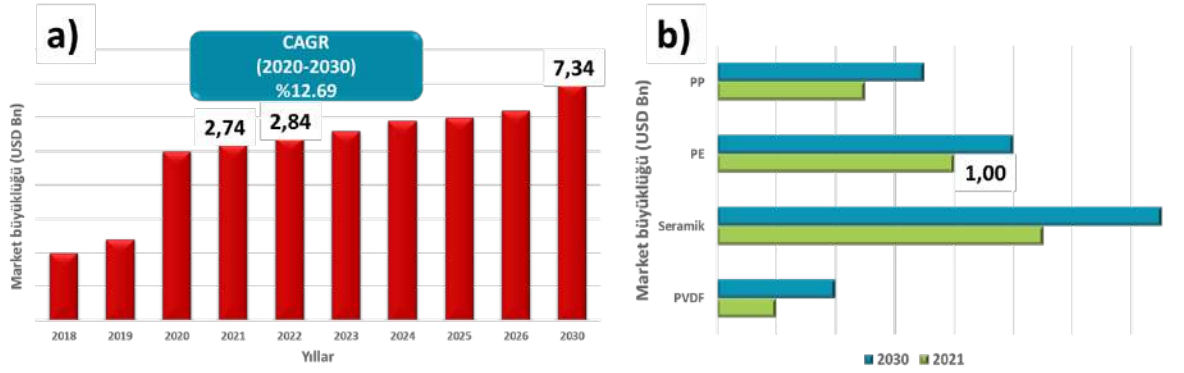 a)
CAGR
(2020-2030)
%12.69
7,34
2,74
2,84
Market büyüklüğü (USD Bn)
2018
2019
2020
2021
2022
2023
2024
2025
2026
2030
Yıllar
b)
Market büyüklüğü (USD Bn)
PP
PE
1,00
Seramik
PVDF
2030
2021